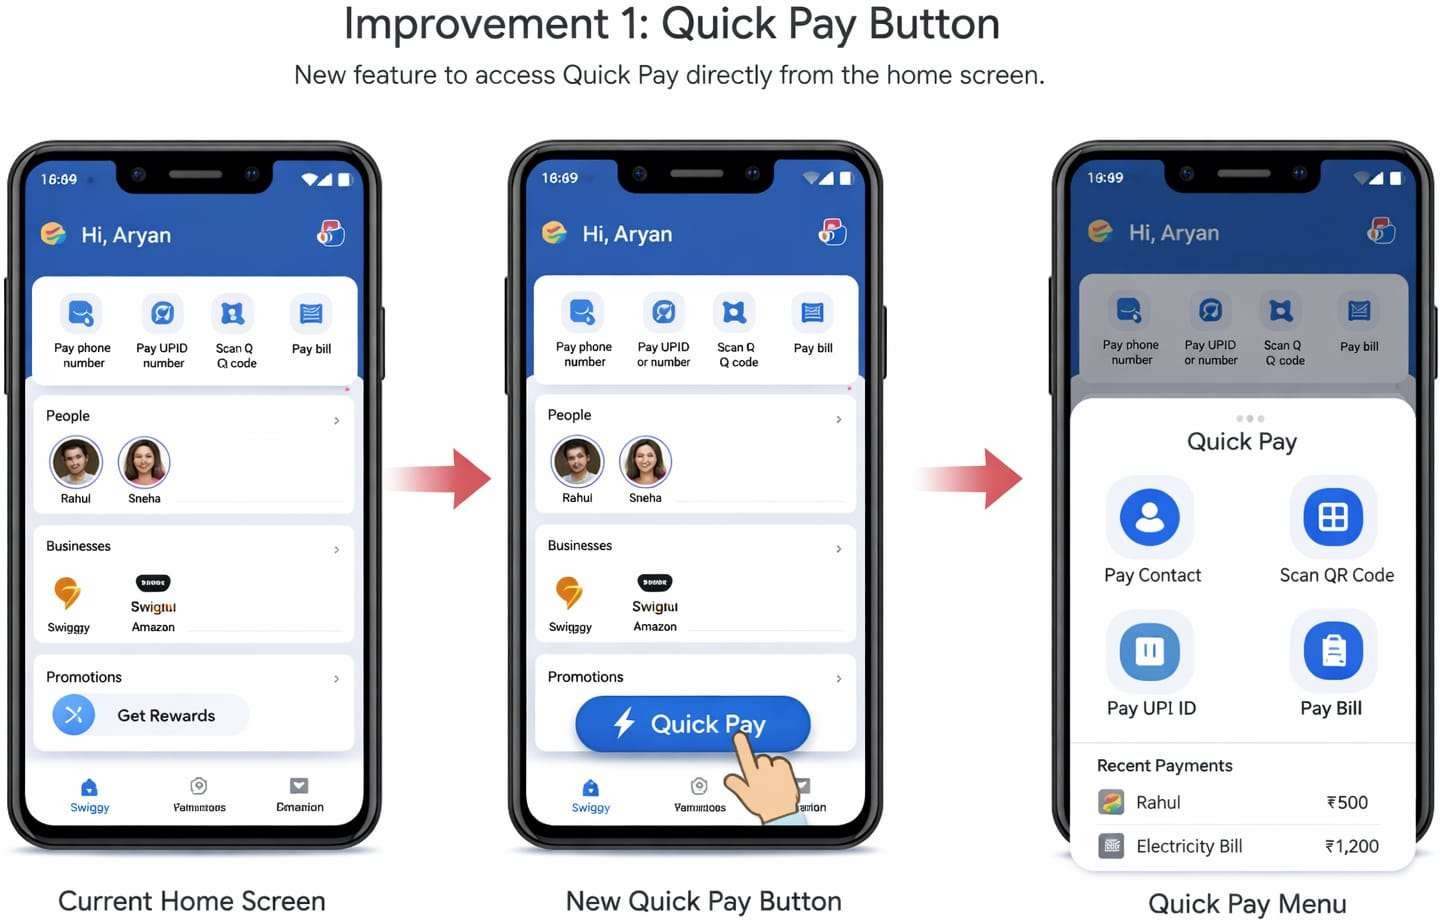 Improvement 1: Quick Pay Button
New feature to access Quick Pay directly from the home screen.
16:69
Hi, Aryan
Pay phone
number
Pay UPID
number
Scan Q
Q code
Pay bill
People
Rahul
Sneha
Businesses
Swiggy
Amazon
Promotions
Get Rewards
Swiggy
Current Home Screen
16:69
Hi, Aryan
Pay phone
number
Pay UPID
or number
Scan Q
Q code
Pay bill
People
Rahul
Sneha
Businesses
Amazon
Promotions
Quick Pay
Swiggy
New Quick Pay Button
Hi, Aryan
Pay phone
number
Pay UPID
or number
Scan Q
Q code
Pay bill
Quick Pay
Pay Contact
Scan QR Code
Pay UPI ID
Pay Bill
Recent Payments
Rahul ₹500
Electricity Bill ₹1,200
Quick Pay Menu